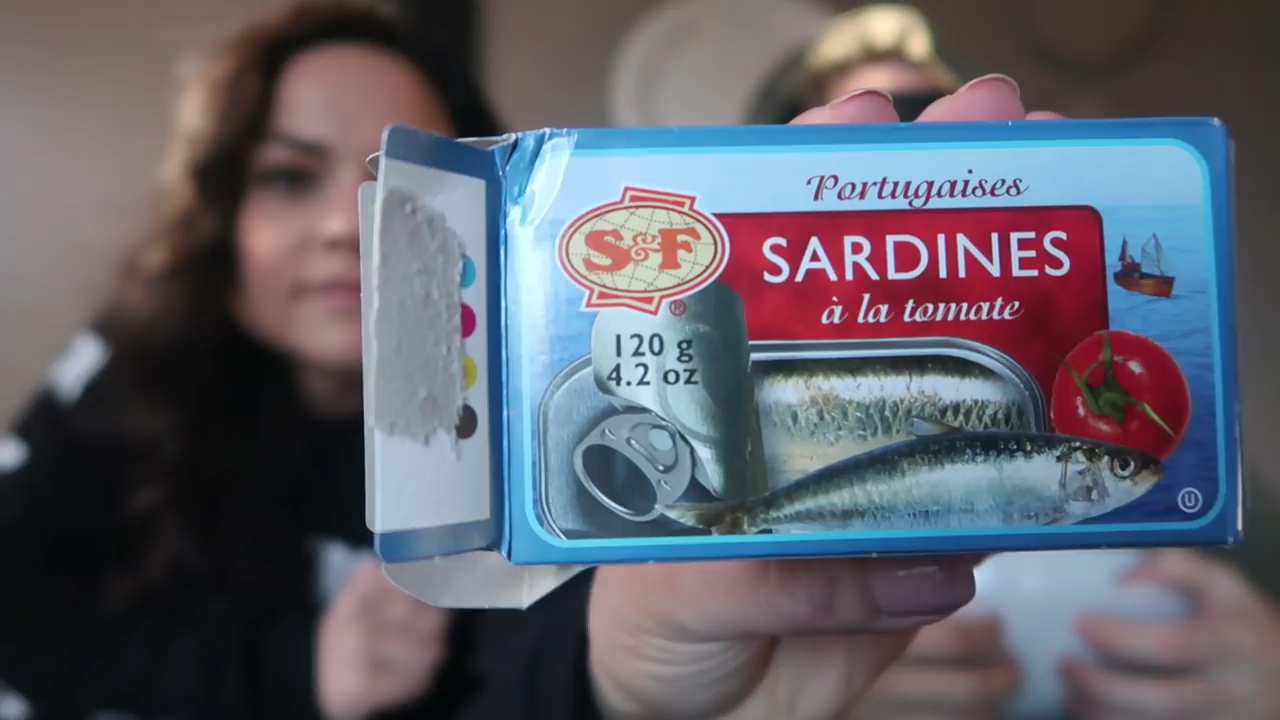 Portugaises
S&F
®
SARDINES
à la tomate
120 g
4.2 oz
U